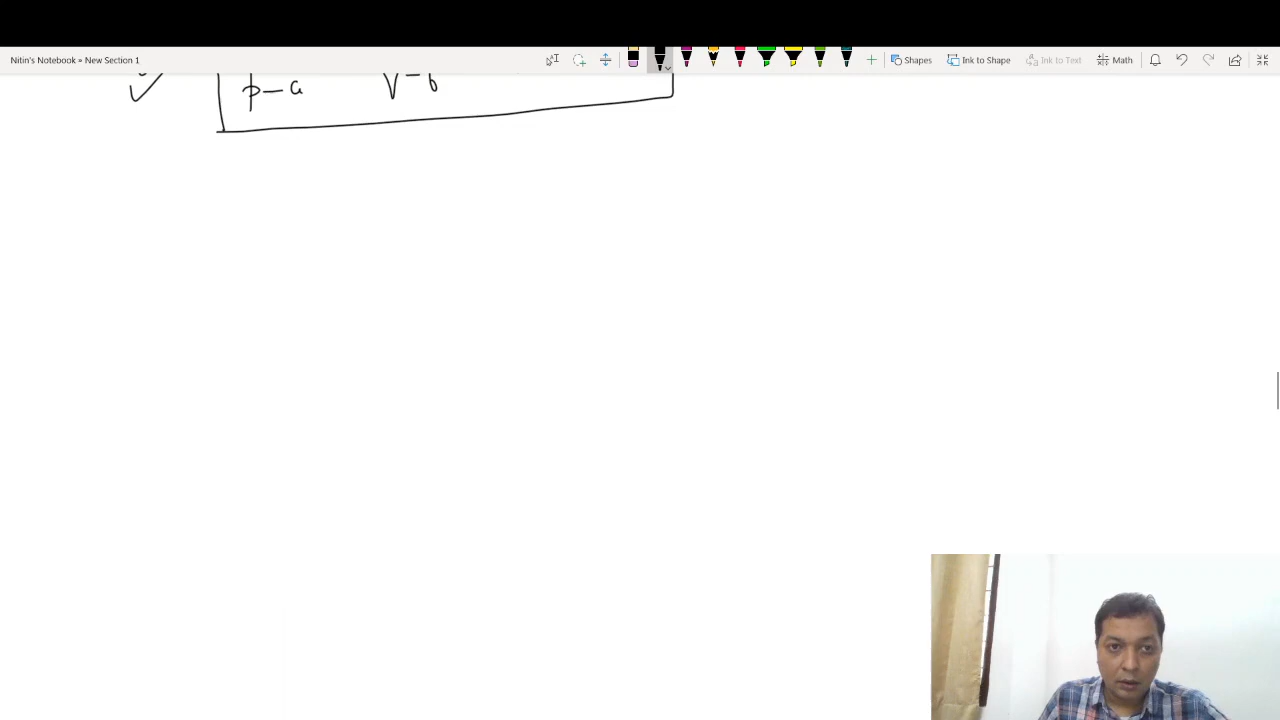 Nitin's Notebook » New Section 1
Shapes Ink to Shape Ink to Text Math
p-a